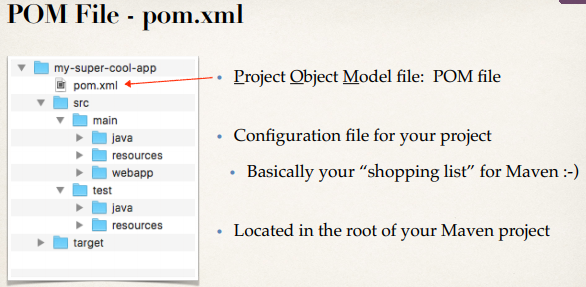 POM File - pom.xml
my-super-cool-app
pom.xml
src
main
java
resources
webapp
test
java
resources
target
• Project Object Model file: POM file
• Configuration file for your project
• Basically your “shopping list” for Maven :-)
• Located in the root of your Maven project